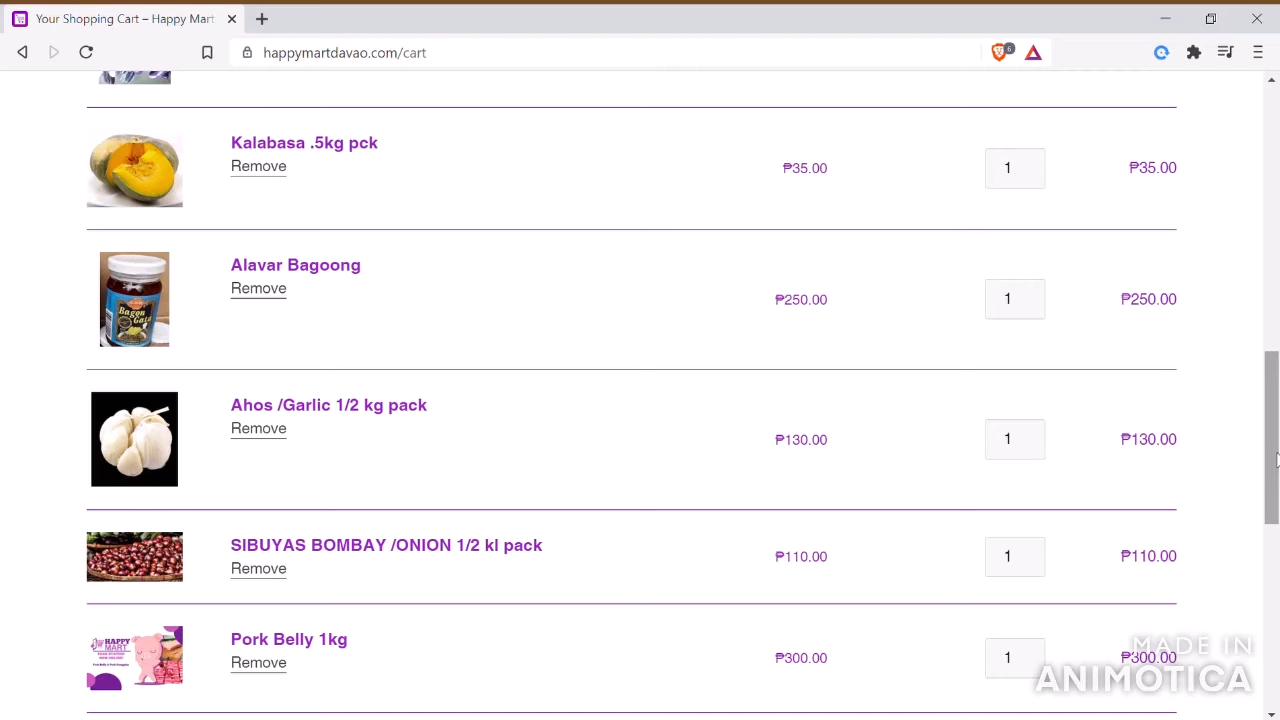 Your Shopping Cart – Happy Mart
happymartdavao.com/cart
6
Kalabasa .5kg pck
Remove
₱35.00
1
₱35.00
Alavar Bagoong
Remove
₱250.00
1
₱250.00
Ahos /Garlic 1/2 kg pack
Remove
₱130.00
1
₱130.00
SIBUYAS BOMBAY /ONION 1/2 kl pack
Remove
₱110.00
1
₱110.00
HAPPY
MART
Pork Belly 1kg
Remove
₱300.00
1
₱300.00
MADE IN
ANIMOTICA